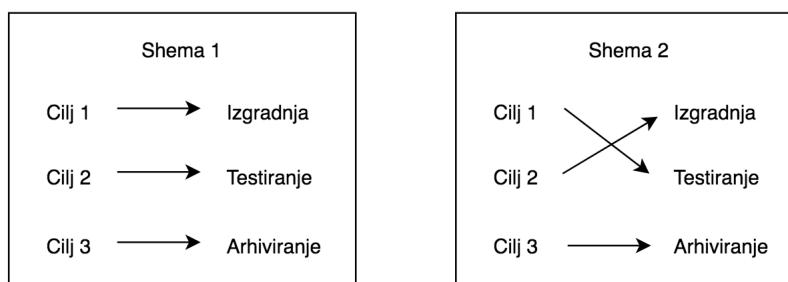 Shema 1
Cilj 1 Izgradnja
Cilj 2 Testiranje
Cilj 3 Arhiviranje
Shema 2
Cilj 1 Izgradnja
Cilj 2 Testiranje
Cilj 3 Arhiviranje